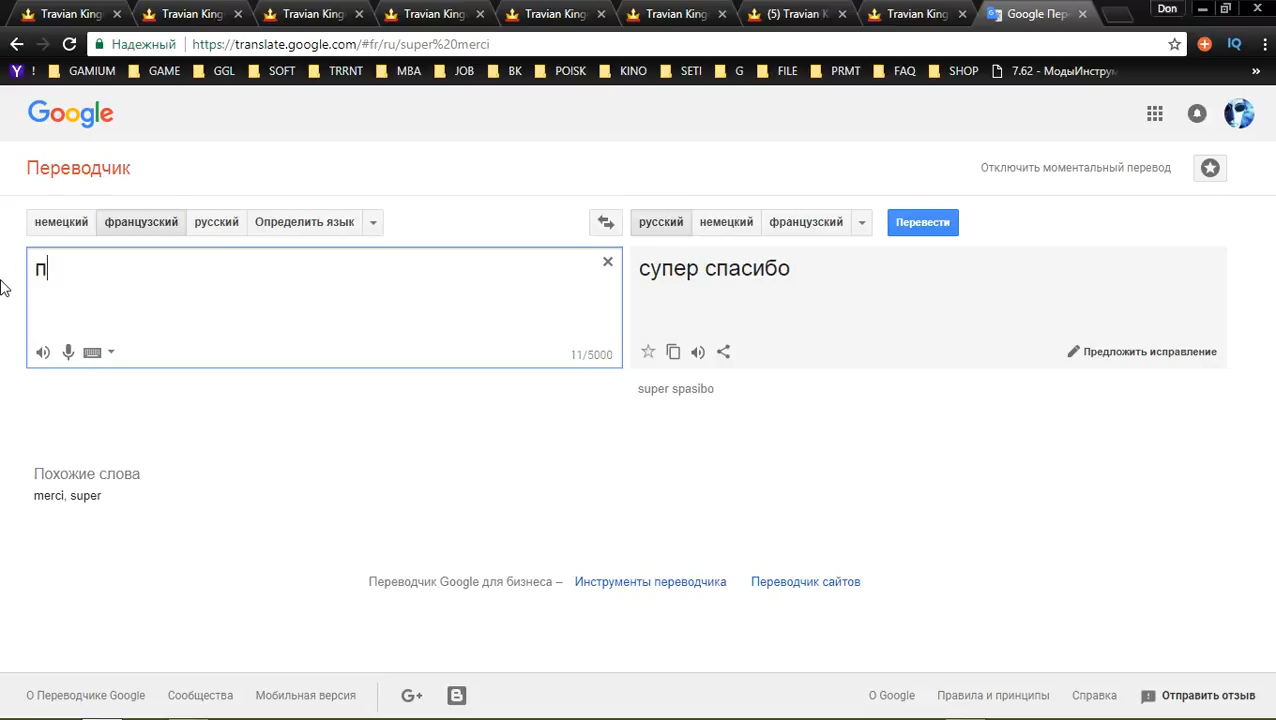 Travian King Travian King Travian King Travian King Travian King Travian King (5) Travian K Travian King Google Пер Don
Надежный https://translate.google.com/#fr/ru/super%20merci IQ
Y ! GAMIUM GAME GGL SOFT TRRNT MBA JOB BK POISK KINO SETI G FILE PRMT FAQ SHOP 7.62 - МодыИнструм »
Google
Переводчик Отключить моментальный перевод
немецкий французский русский Определить язык русский немецкий французский Перевести
п супер спасибо
11/5000 Предложить исправление
super spasibo
Похожие слова
merci, super
Переводчик Google для бизнеса – Инструменты переводчика Переводчик сайтов
О Переводчике Google Сообщества Мобильная версия G+ B О Google Правила и принципы Справка Отправить отзыв